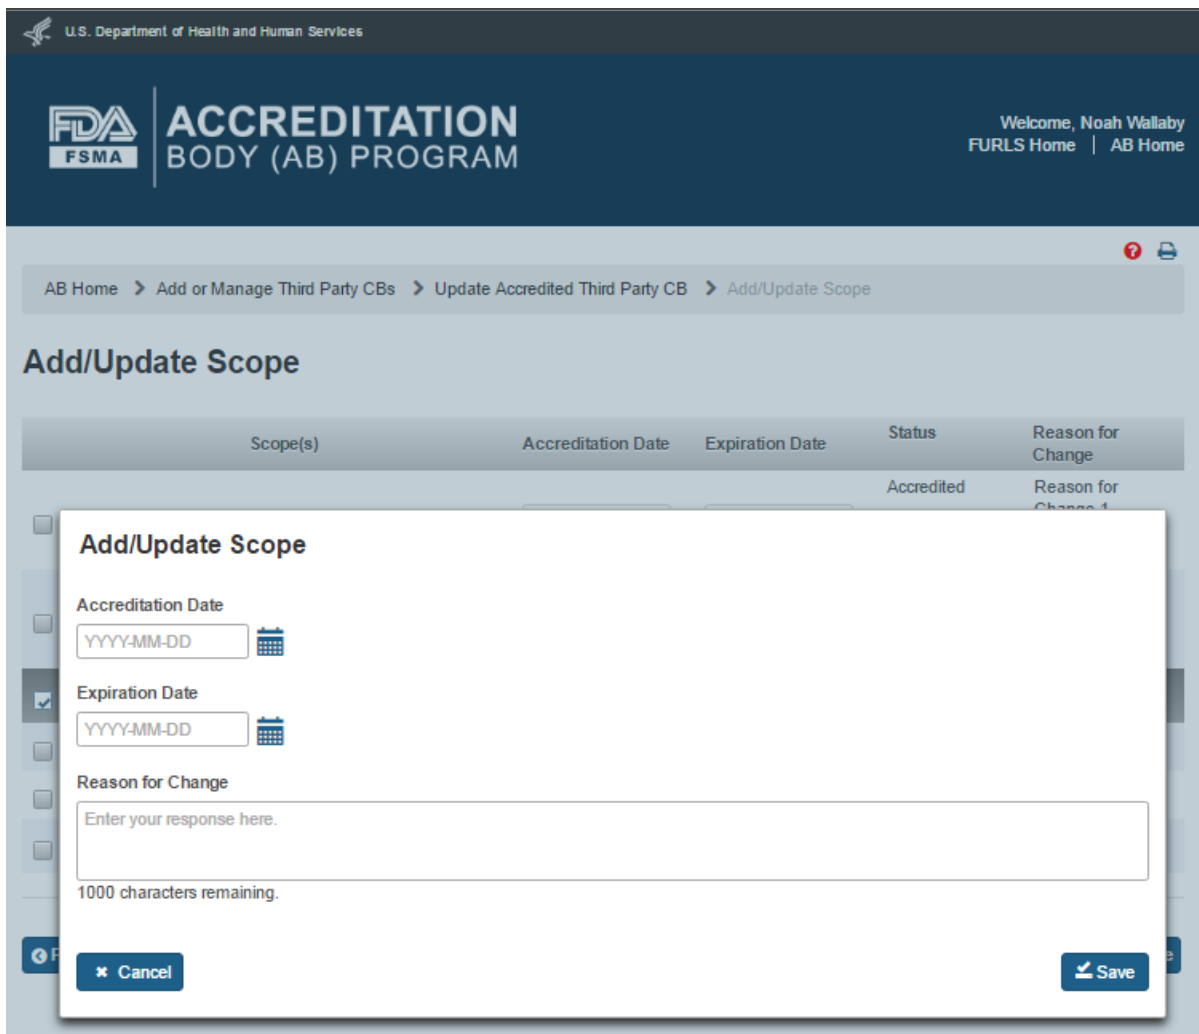 U.S. Department of Health and Human Services
FDA
FSMA
ACCREDITATION
BODY (AB) PROGRAM
Welcome, Noah Wallaby
FURLS Home | AB Home
AB Home > Add or Manage Third Party CBs > Update Accredited Third Party CB > Add/Update Scope
Add/Update Scope
Scope(s) Accreditation Date Expiration Date Status Reason for
Change
Accredited Reason for
Change 1
Add/Update Scope
Accreditation Date
YYYY-MM-DD
Expiration Date
YYYY-MM-DD
Reason for Change
Enter your response here.
1000 characters remaining.
Cancel Save